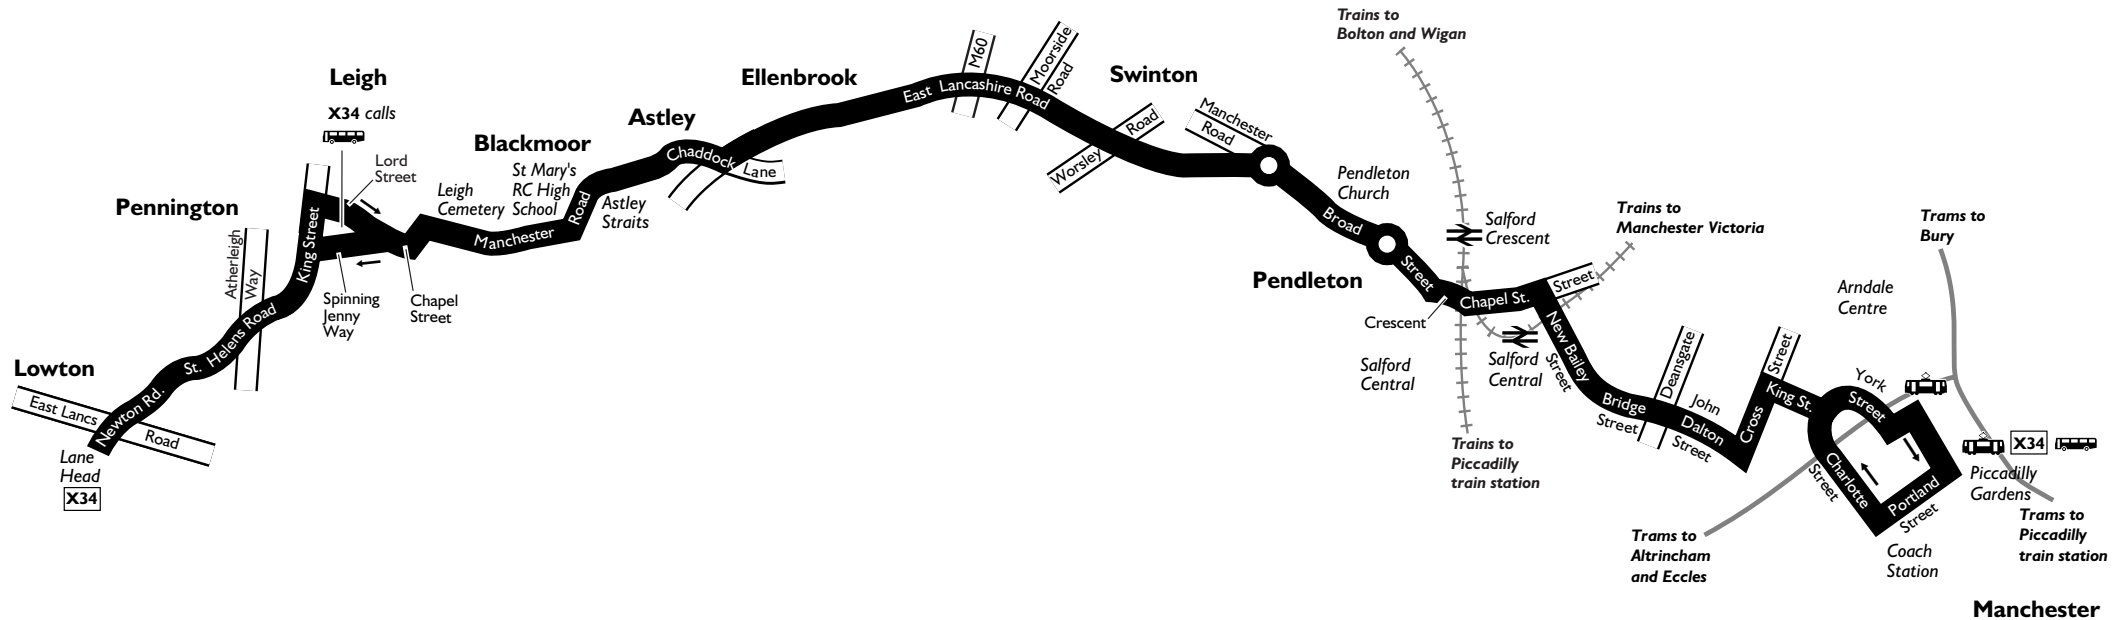 Lowton
East Lancs
Road
Newton Rd.
Lane
Head
X34
St. Helens Road
Pennington
Atherleigh
Way
King Street
Leigh
X34 calls
Lord
Street
Spinning
Jenny
Way
Chapel
Street
Leigh
Cemetery
Blackmoor
St Mary's
RC High
School
Manchester
Road
Astley
Straits
Astley
Chaddock
Lane
Ellenbrook
East Lancashire Road
M60
Moorside
Road
Swinton
Worsley Road
Manchester
Road
Trains to
Bolton and Wigan
Pendleton
Church
Broad
Street
Pendleton
Crescent
Salford
Crescent
Chapel St.
Street
Trains to
Manchester Victoria
Salford
Central
Salford
Central
Trains to
Piccadilly
train station
New Bailey
Street
Bridge
Street
Deansgate
John
Dalton
Street
Cross
Street
King St.
York
Street
Charlotte
Street
Portland
Street
Arndale
Centre
Trams to
Bury
X34
Piccadilly
Gardens
Trams to
Altrincham
and Eccles
Coach
Station
Trams to
Piccadilly
train station
Manchester